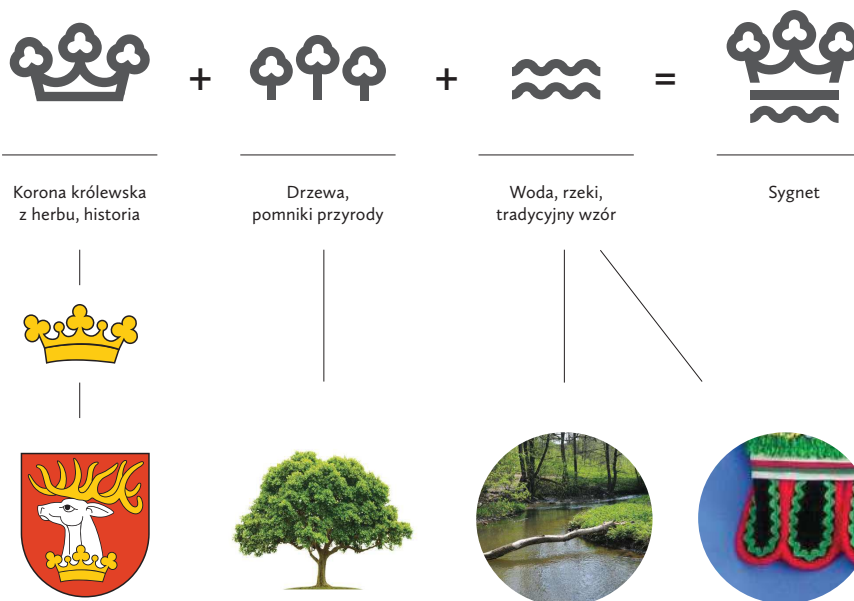 + + =
Korona królewska
z herbu, historia
Drzewa,
pomniki przyrody
Woda, rzeki,
tradycyjny wzór
Sygnet